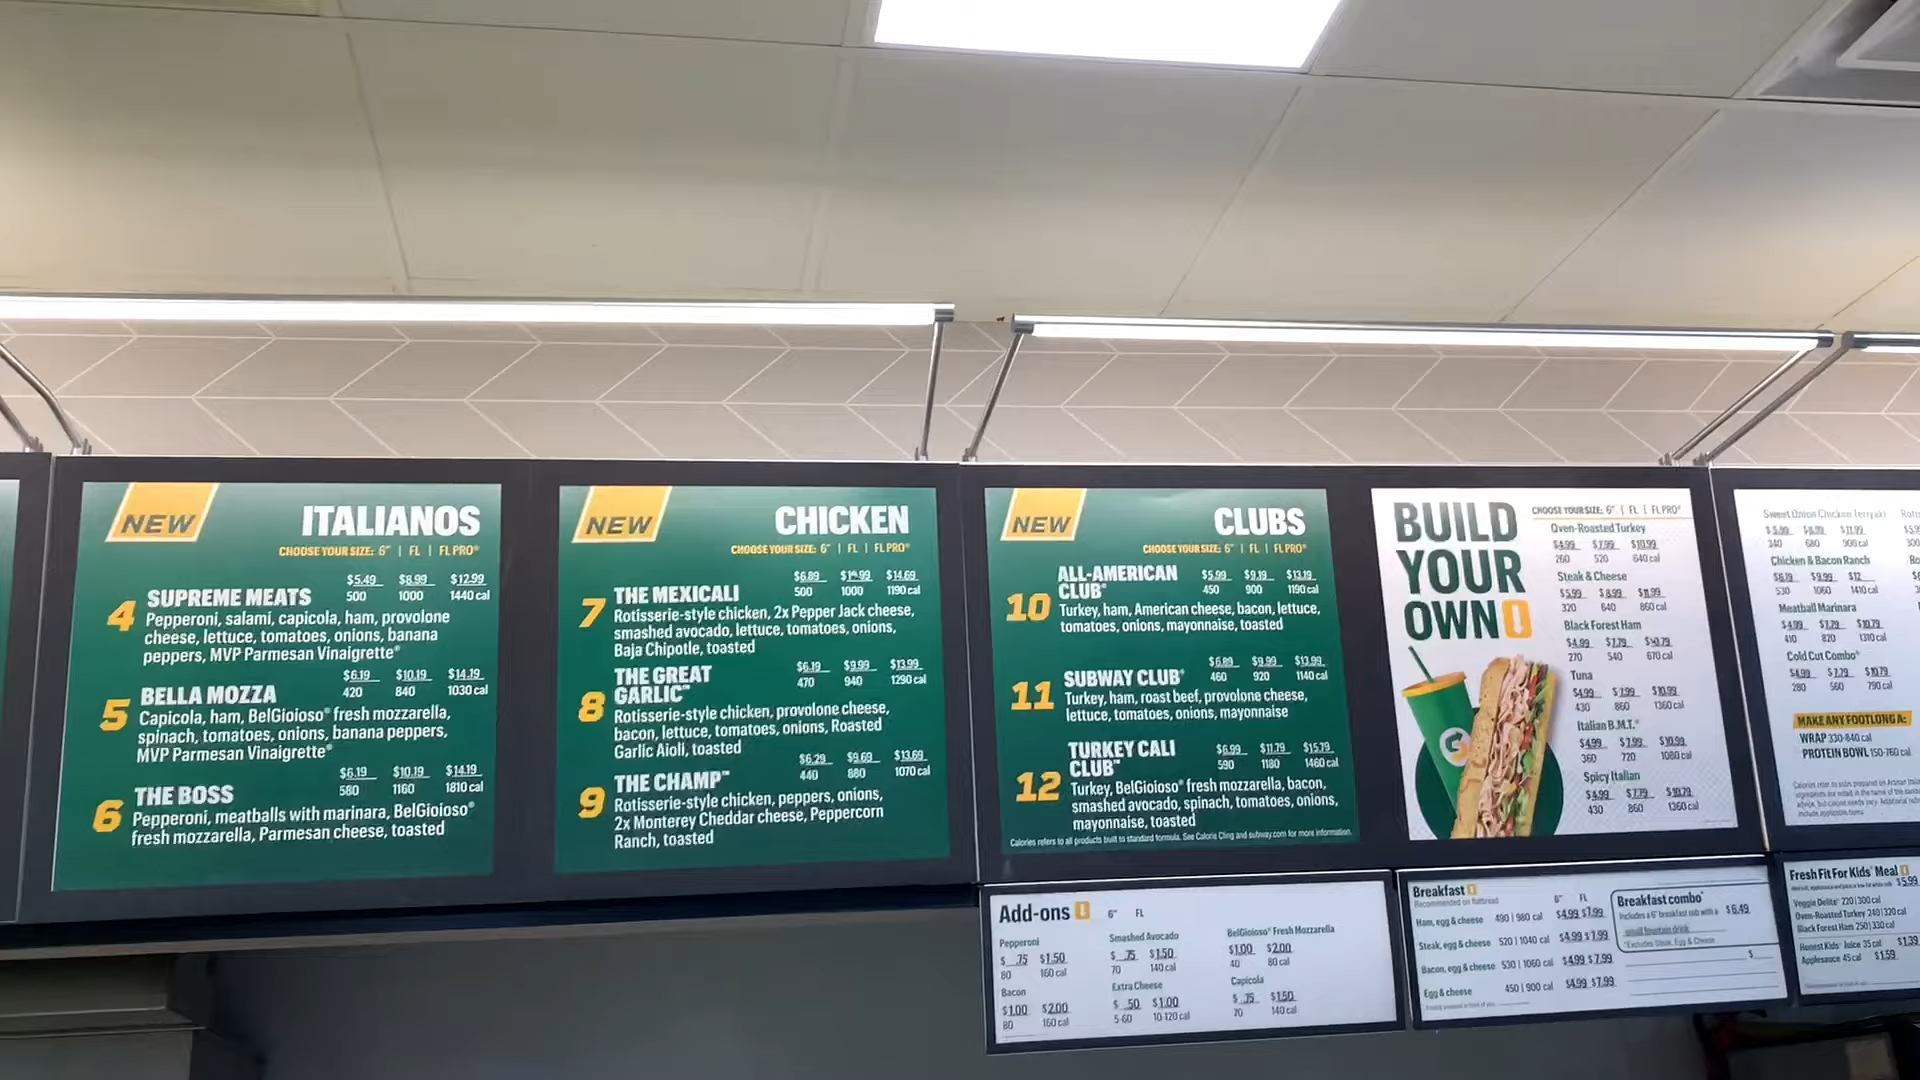 NEW
ITALIANOS
CHOOSE YOUR SIZE: 6" | FL | FL PRO®
4 SUPREME MEATS
$5.49 $8.99 $12.99
500 1000 1440 cal
Pepperoni, salami, capicola, ham, provolone
cheese, lettuce, tomatoes, onions, banana
peppers, MVP Parmesan Vinaigrette®
5 BELLA MOZZA
$6.19 $10.19 $14.19
420 840 1030 cal
Capicola, ham, BelGioioso® fresh mozzarella,
spinach, tomatoes, onions, banana peppers,
MVP Parmesan Vinaigrette®
6 THE BOSS
$6.19 $10.19 $14.19
580 1160 1810 cal
Pepperoni, meatballs with marinara, BelGioioso®
fresh mozzarella, Parmesan cheese, toasted
NEW
CHICKEN
CHOOSE YOUR SIZE: 6" | FL | FL PRO®
7 THE MEXICALI
$6.89 $14.69
500 1000 1190 cal
Rotisserie-style chicken, 2x Pepper Jack cheese,
smashed avocado, lettuce, tomatoes, onions,
Baja Chipotle, toasted
8 THE GREAT
GARLIC™
$6.19 $9.99 $13.99
470 940 1290 cal
Rotisserie-style chicken, provolone cheese,
bacon, lettuce, tomatoes, onions, Roasted
Garlic Aioli, toasted
9 THE CHAMP™
$6.29 $9.69 $13.69
440 880 1070 cal
Rotisserie-style chicken, peppers, onions,
2x Monterey Cheddar cheese, Peppercorn
Ranch, toasted
NEW
CLUBS
CHOOSE YOUR SIZE: 6" | FL | FL PRO®
10 ALL-AMERICAN
CLUB®
$5.99 $9.19 $13.19
450 900 1190 cal
Turkey, ham, American cheese, bacon, lettuce,
tomatoes, onions, mayonnaise, toasted
11 SUBWAY CLUB®
$6.89 $9.99 $13.99
460 920 1140 cal
Turkey, ham, roast beef, provolone cheese,
lettuce, tomatoes, onions, mayonnaise
12 TURKEY CALI
CLUB™
$6.99 $11.79 $15.79
590 1180 1460 cal
Turkey, BelGioioso® fresh mozzarella, bacon,
smashed avocado, spinach, tomatoes, onions,
mayonnaise, toasted
Calories refers to all products built to standard formula. See Calorie Cling and subway.com for more information.
BUILD
YOUR
OWN
CHOOSE YOUR SIZE: 6" | FL | FL PRO®
Oven-Roasted Turkey
$4.99 $7.99 $10.99
260 520 640 cal
Steak & Cheese
$5.99 $8.99 $11.99
320 640 860 cal
Black Forest Ham
$4.99 $7.79 $10.79
270 540 670 cal
Tuna
$4.99 $7.99 $10.99
430 860 1360 cal
Italian B.M.T.®
$4.99 $7.99 $10.99
360 720 1080 cal
Spicy Italian
$4.99 $7.79 $10.79
430 860 1360 cal
Sweet Onion Chicken Teriyaki
$5.99 $8.99 $11.99
340 680 900 cal
Chicken & Bacon Ranch
$6.19 $9.99 $12
530 1060 1410 cal
Meatball Marinara
$4.99 $7.79 $10.79
410 820 1310 cal
Cold Cut Combo®
$4.99 $7.79 $10.79
280 560 790 cal
MAKE ANY FOOTLONG A:
WRAP 330-840 cal
PROTEIN BOWL 150-760 cal
Add-ons 6" FL
Pepperoni
$ .75 $1.50
80 160 cal
Bacon
$1.00 $2.00
80 160 cal
Smashed Avocado
$ .75 $1.50
70 140 cal
Extra Cheese
$ .50 $1.00
5-60 10-120 cal
BelGioioso® Fresh Mozzarella
$1.00 $2.00
40 80 cal
Capicola
$ .75 $1.50
70 140 cal
Breakfast
Recommended on flatbread
6" FL
Ham, egg & cheese 490 | 980 cal $4.99 $7.99
Steak, egg & cheese 520 | 1040 cal $4.99 $7.99
Bacon, egg & cheese 530 | 1060 cal $4.99 $7.99
Egg & cheese 450 | 900 cal $4.99 $7.99
Breakfast combo®
Includes a 6" breakfast sub with a
small fountain drink
$6.49
*Excludes Steak, Egg & Cheese
$
Fresh Fit For Kids® Meal
$5.99
Veggie Delite® 220 | 300 cal
Oven-Roasted Turkey 240 | 320 cal
Black Forest Ham 250 | 330 cal
Honest Kids® Juice 35 cal $1.39
Applesauce 45 cal $1.59